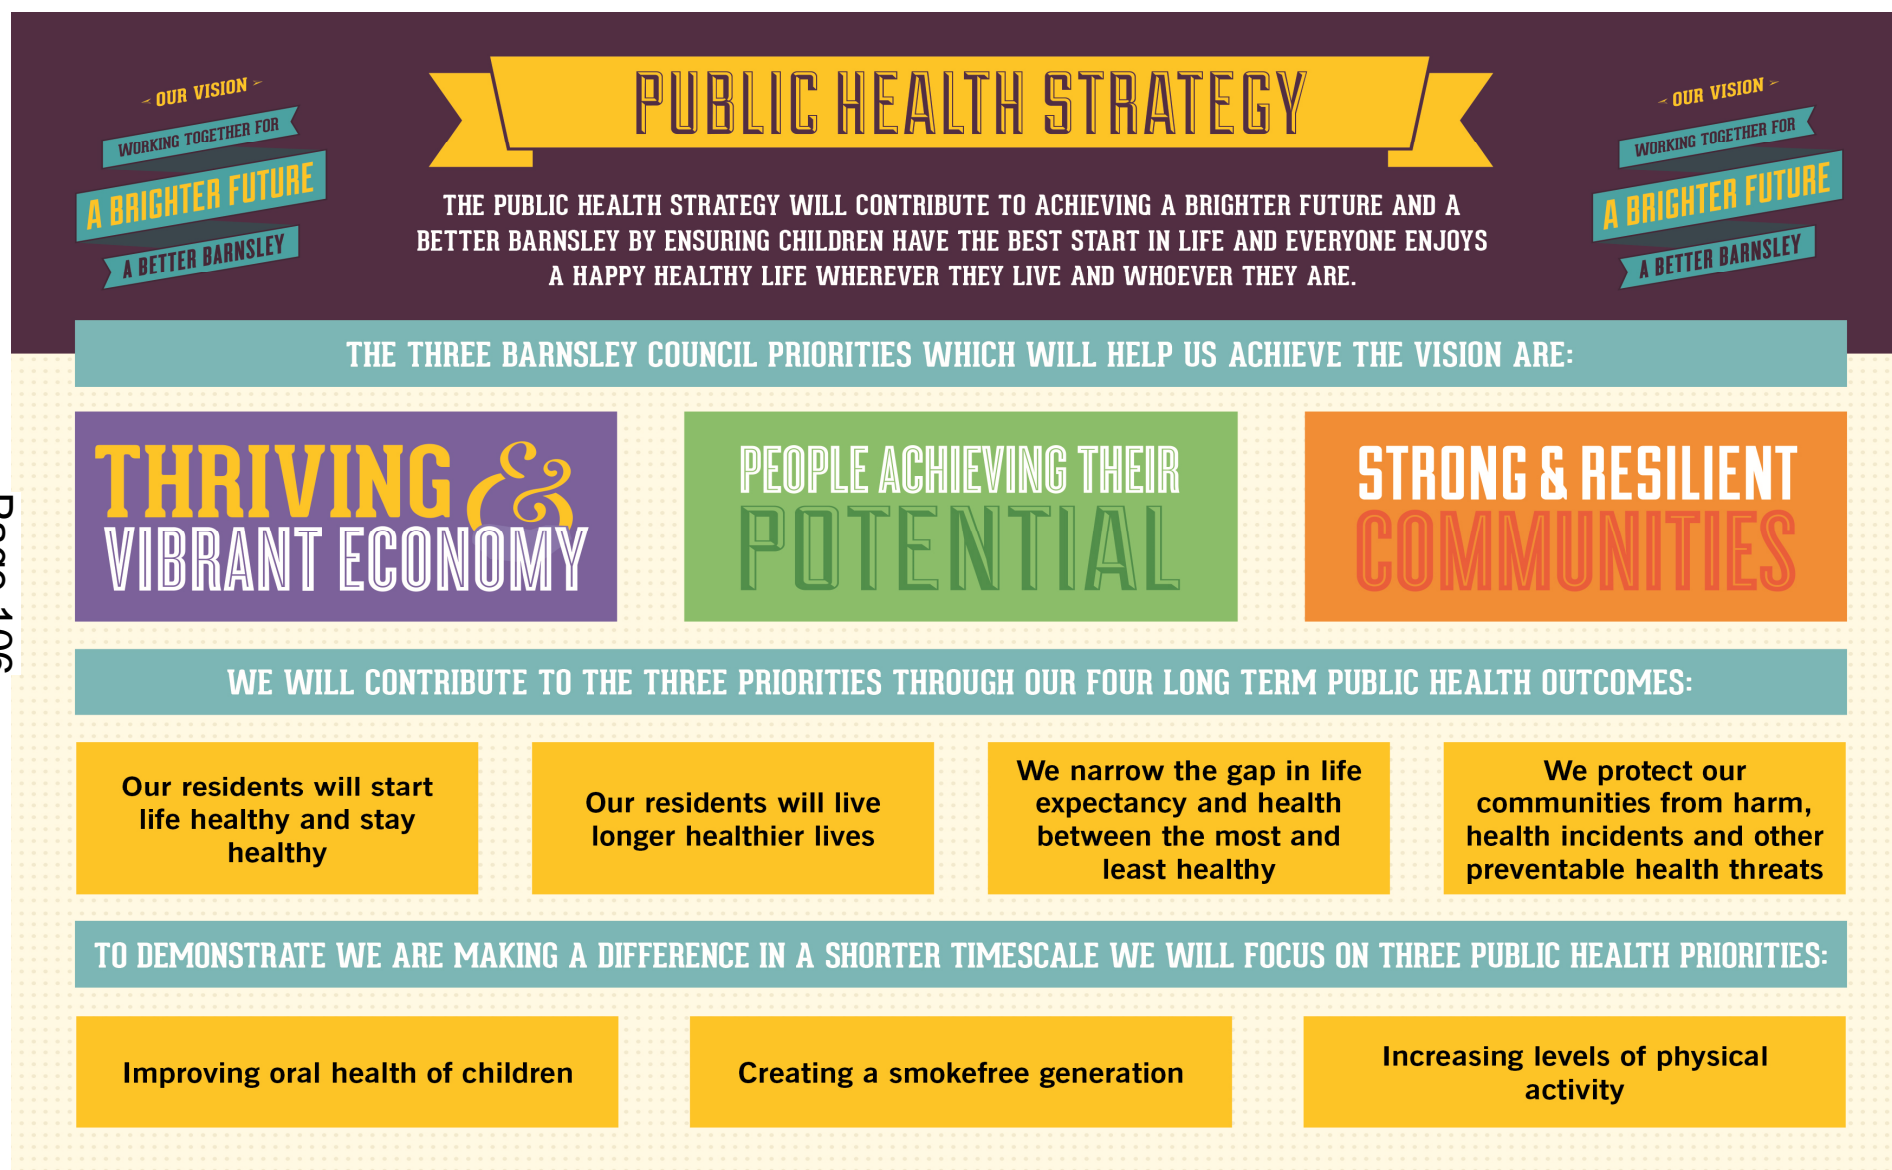 - OUR VISION -
WORKING TOGETHER FOR
A BRIGHTER FUTURE
A BETTER BARNSLEY
PUBLIC HEALTH STRATEGY
THE PUBLIC HEALTH STRATEGY WILL CONTRIBUTE TO ACHIEVING A BRIGHTER FUTURE AND A
BETTER BARNSLEY BY ENSURING CHILDREN HAVE THE BEST START IN LIFE AND EVERYONE ENJOYS
A HAPPY HEALTHY LIFE WHEREVER THEY LIVE AND WHOEVER THEY ARE.
- OUR VISION -
WORKING TOGETHER FOR
A BRIGHTER FUTURE
A BETTER BARNSLEY
THE THREE BARNSLEY COUNCIL PRIORITIES WHICH WILL HELP US ACHIEVE THE VISION ARE:
THRIVING &
VIBRANT ECONOMY
PEOPLE ACHIEVING THEIR
POTENTIAL
STRONG & RESILIENT
COMMUNITIES
Page 106
WE WILL CONTRIBUTE TO THE THREE PRIORITIES THROUGH OUR FOUR LONG TERM PUBLIC HEALTH OUTCOMES:
Our residents will start
life healthy and stay
healthy
Our residents will live
longer healthier lives
We narrow the gap in life
expectancy and health
between the most and
least healthy
We protect our
communities from harm,
health incidents and other
preventable health threats
TO DEMONSTRATE WE ARE MAKING A DIFFERENCE IN A SHORTER TIMESCALE WE WILL FOCUS ON THREE PUBLIC HEALTH PRIORITIES:
Improving oral health of children
Creating a smokefree generation
Increasing levels of physical
activity